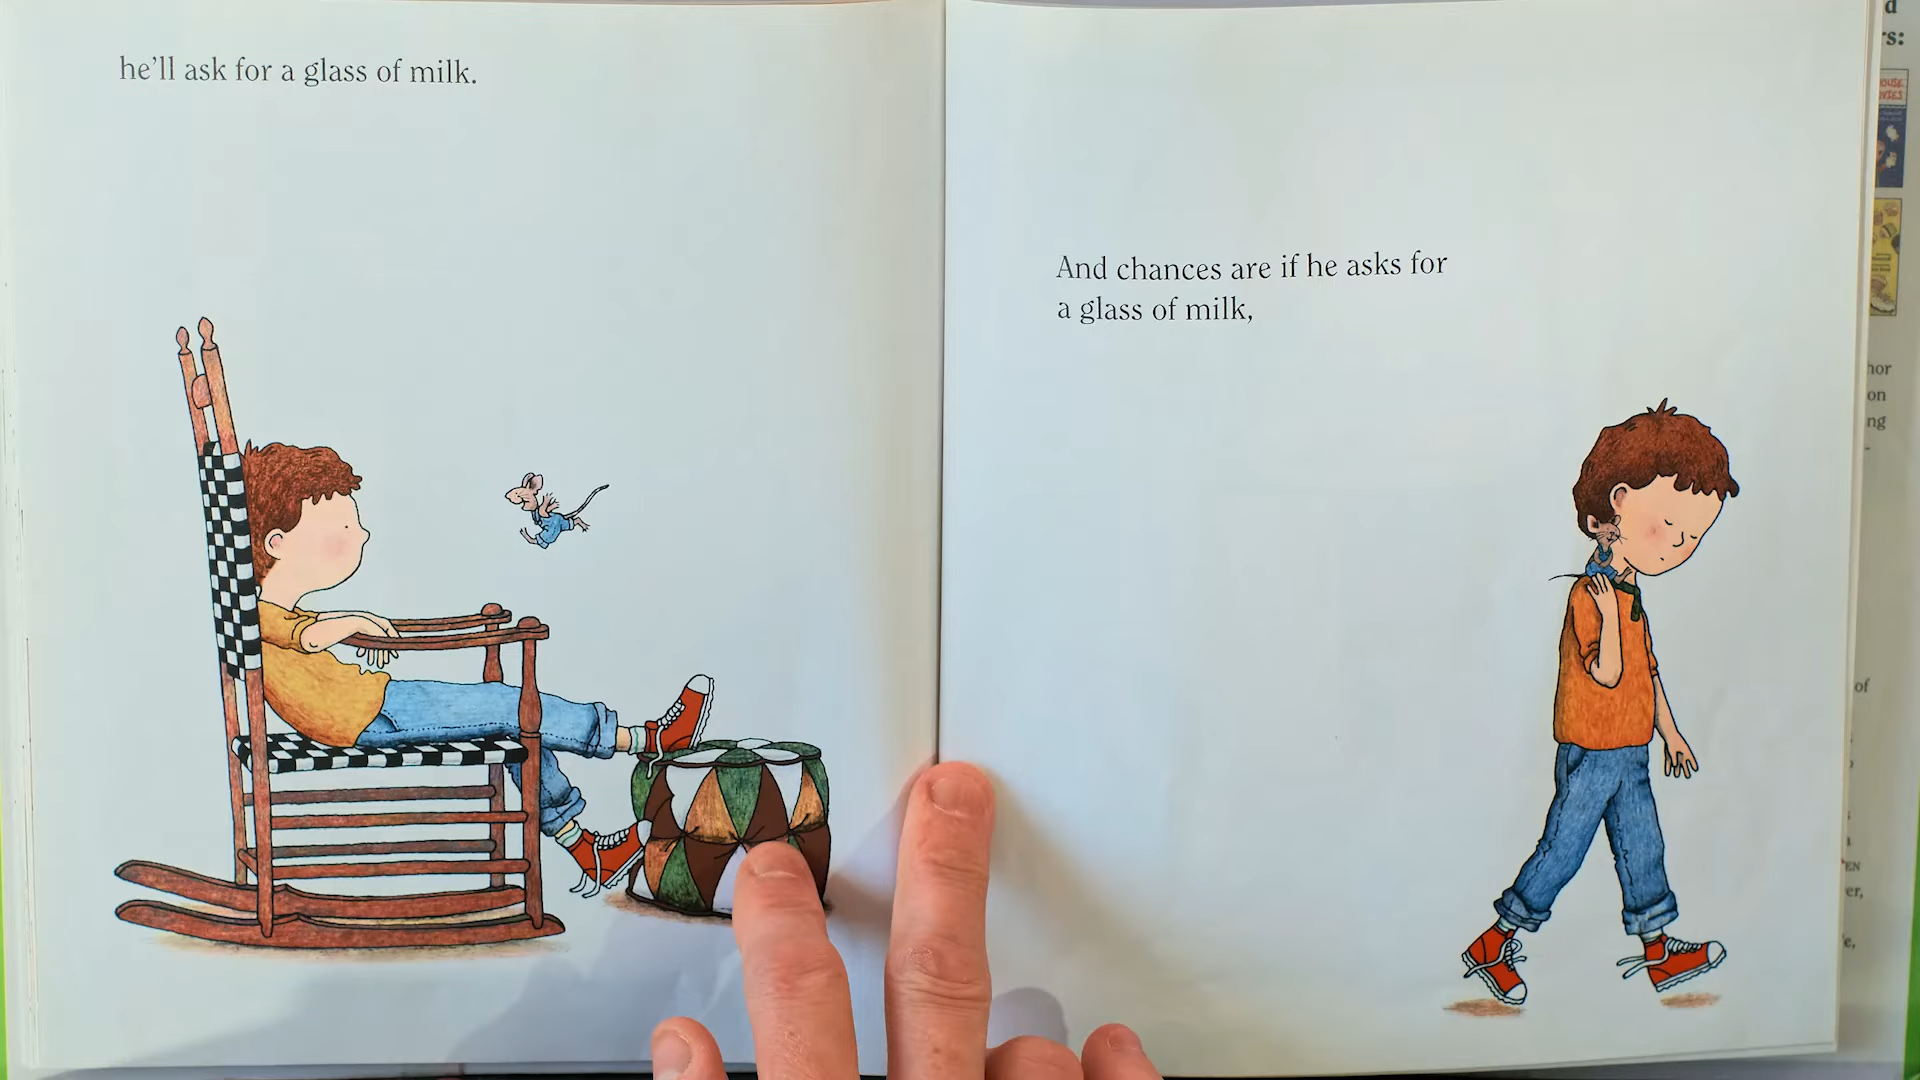 he'll ask for a glass of milk.
And chances are if he asks for
a glass of milk,